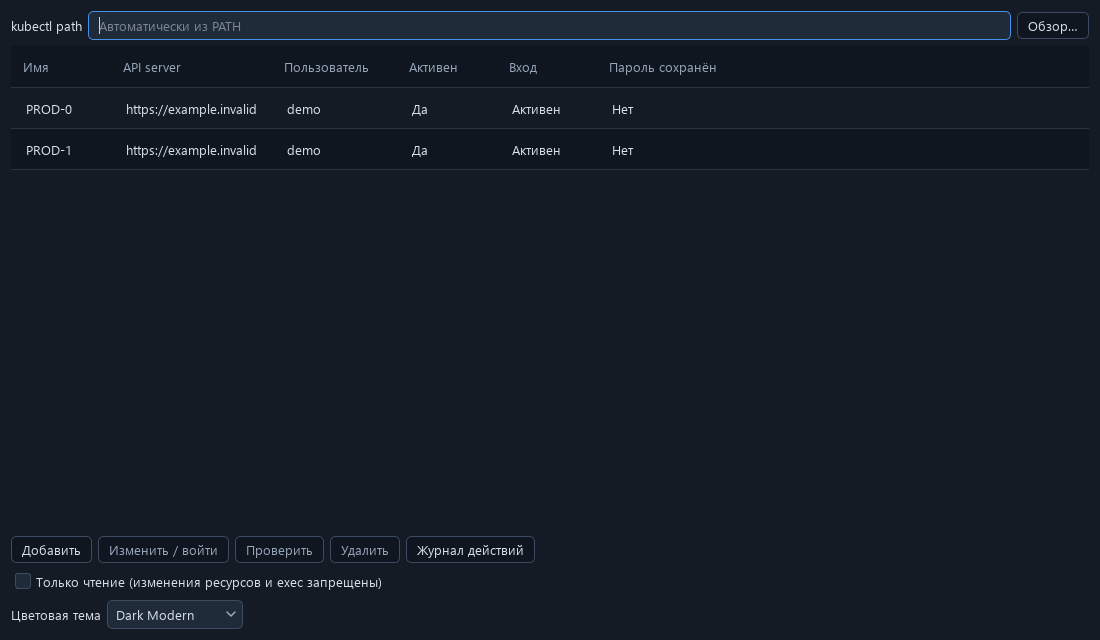 kubectl path Автоматически из PATH Обзор...
Имя API server Пользователь Активен Вход Пароль сохранён
PROD-0 https://example.invalid demo Да Активен Нет
PROD-1 https://example.invalid demo Да Активен Нет
Добавить Изменить / войти Проверить Удалить Журнал действий
Только чтение (изменения ресурсов и exec запрещены)
Цветовая тема Dark Modern